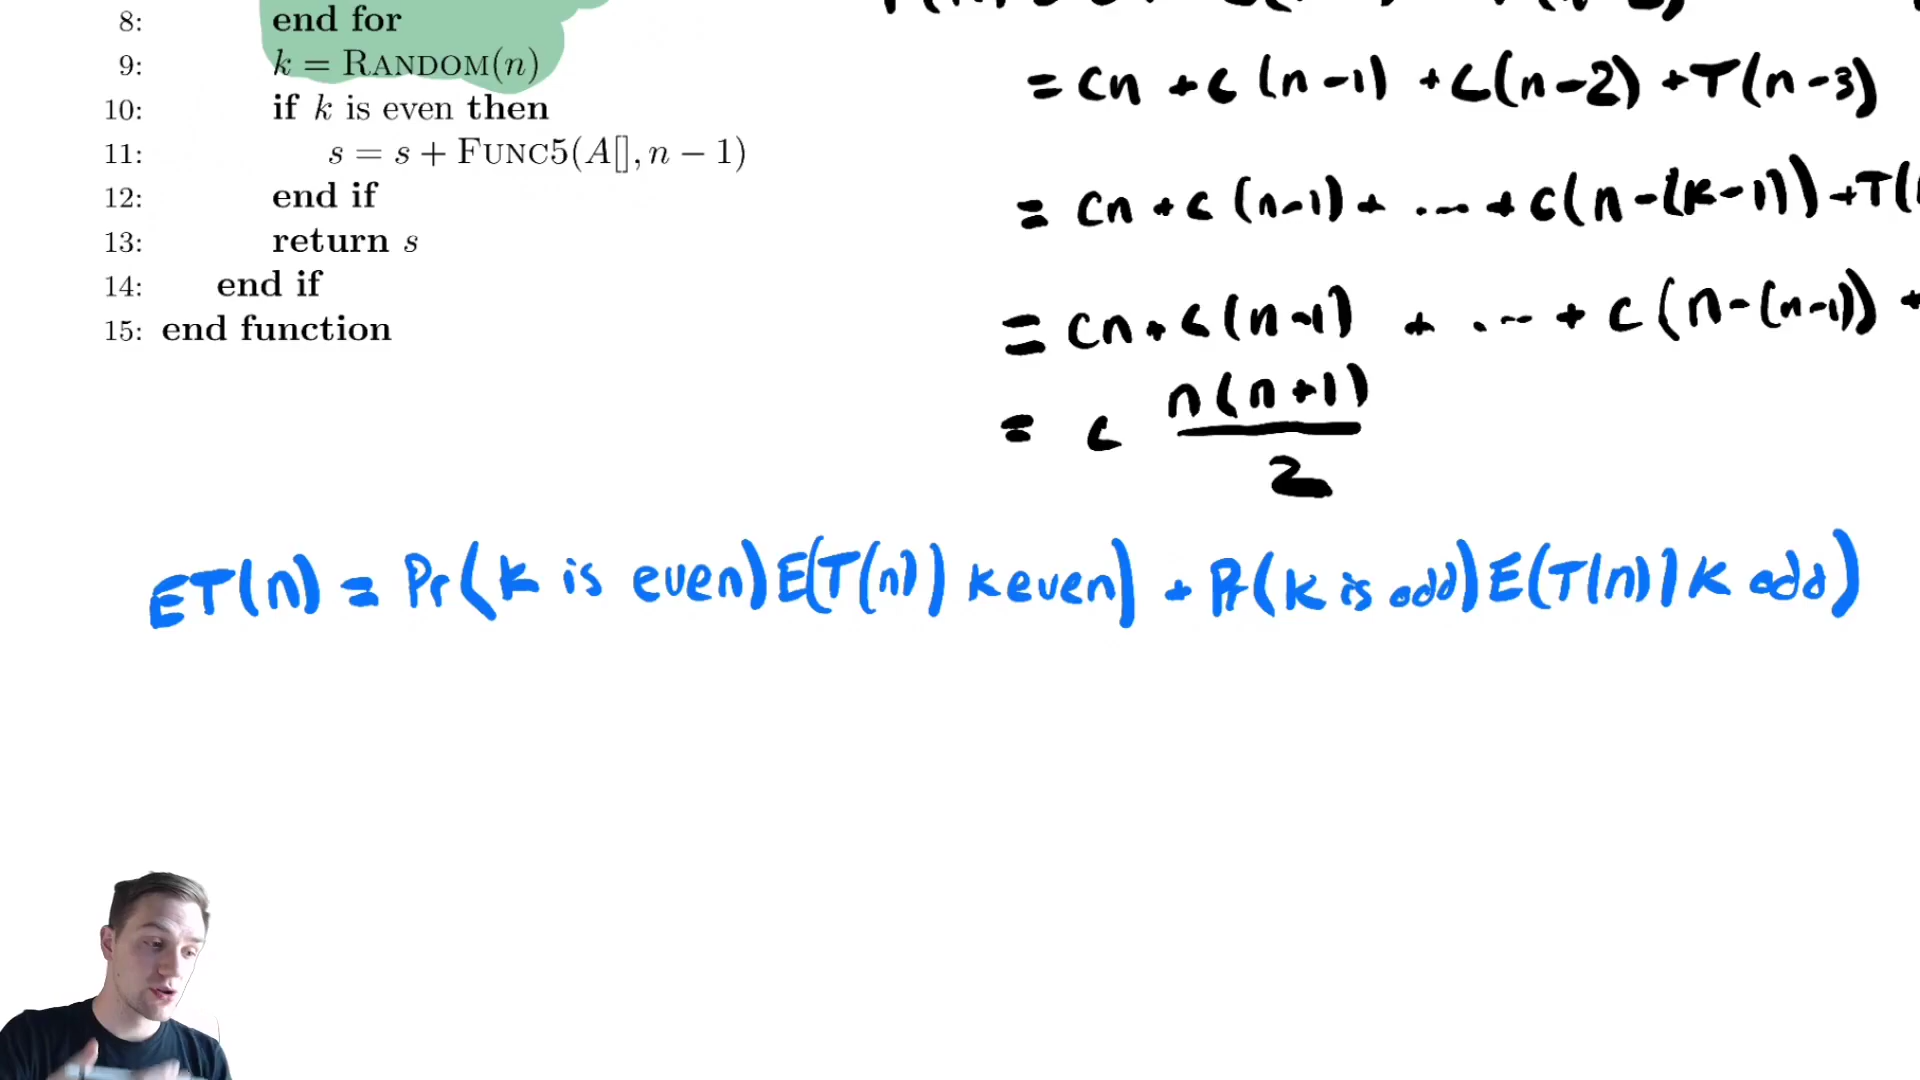 8: end for
9: k = RANDOM(n)
10: if k is even then
11: s = s + FUNC5(A[], n − 1)
12: end if
13: return s
14: end if
15: end function
= cn + c(n-1) + c(n-2) + T(n-3)
= cn + c(n-1) + ... + c(n-(k-1)) + T(
= cn + c(n-1) + ... + c(n-(n-1)) +
= c n(n+1)
2
ET(n) = Pr(k is even)E(T(n)|k even) + Pr(k is odd)E(T(n)|k odd)